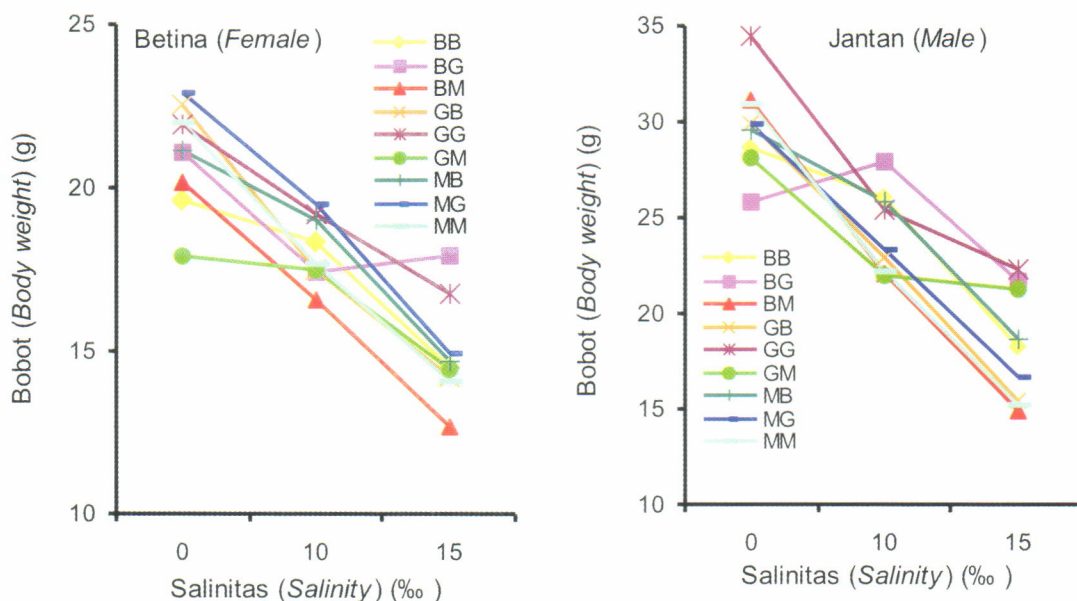 Betina (Female)
Bobot (Body weight) (g)
25
20
15
10
BB
BG
BM
GB
GG
GM
MB
MG
MM
0 10 15
Salinitas (Salinity) (‰)
Jantan (Male)
Bobot (Body weight) (g)
35
30
25
20
15
10
BB
BG
BM
GB
GG
GM
MB
MG
MM
0 10 15
Salinitas (Salinity) (‰)